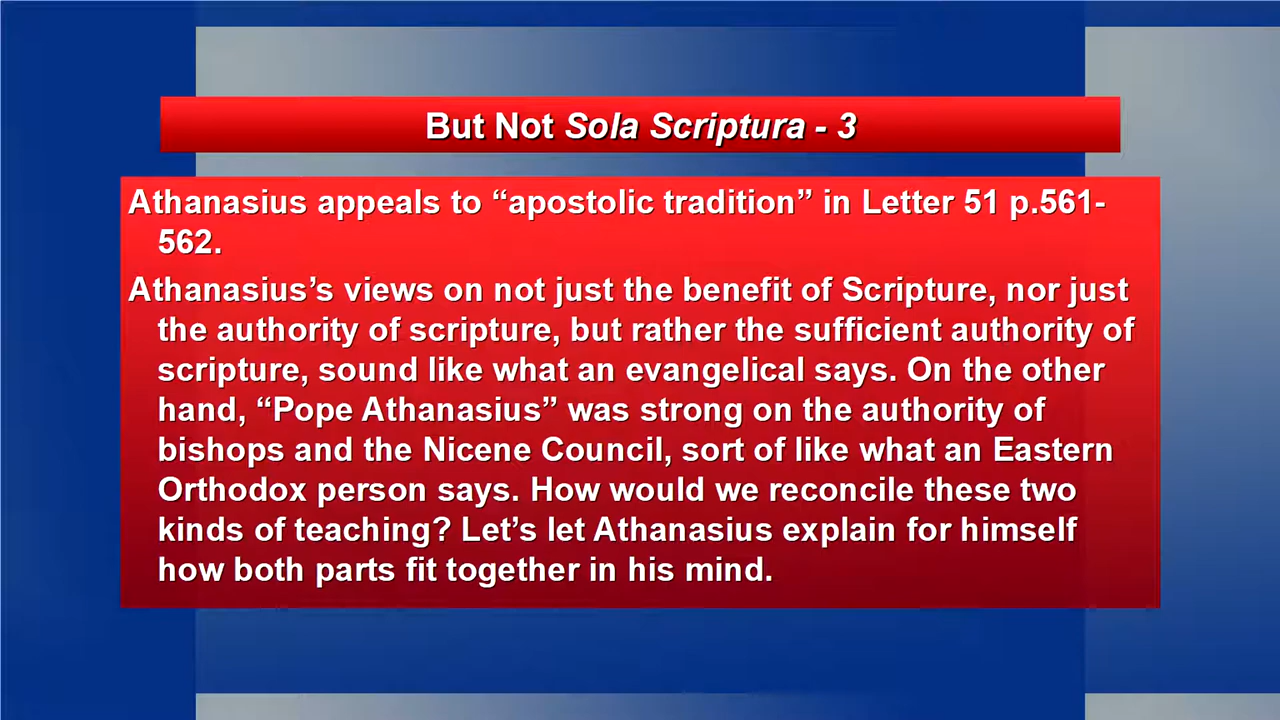 But Not Sola Scriptura - 3
Athanasius appeals to “apostolic tradition” in Letter 51 p.561-
562.
Athanasius’s views on not just the benefit of Scripture, nor just
the authority of scripture, but rather the sufficient authority of
scripture, sound like what an evangelical says. On the other
hand, “Pope Athanasius” was strong on the authority of
bishops and the Nicene Council, sort of like what an Eastern
Orthodox person says. How would we reconcile these two
kinds of teaching? Let’s let Athanasius explain for himself
how both parts fit together in his mind.